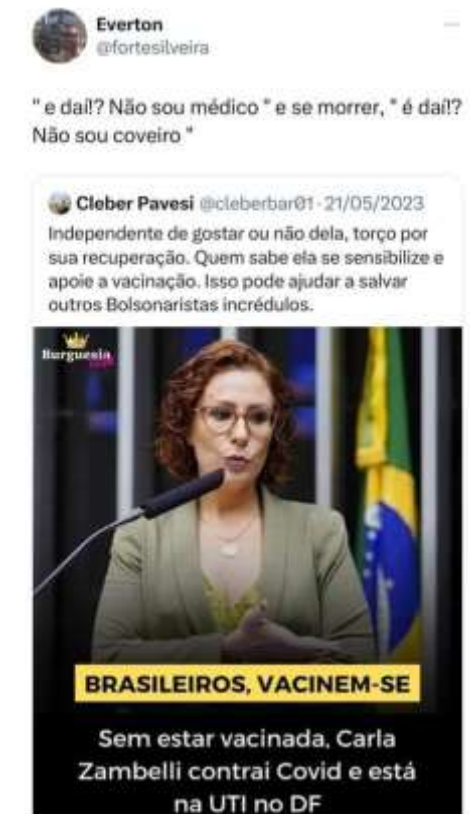 Everton
@fortesilveira
" e daí!? Não sou médico " e se morrer, " é daí!?
Não sou coveiro "
Cleber Pavesi @cleberbar01 · 21/05/2023
Independente de gostar ou não dela, torço por
sua recuperação. Quem sabe ela se sensibilize e
apoie a vacinação. Isso pode ajudar a salvar
outros Bolsonaristas incrédulos.
Burguesia
BRASILEIROS, VACINEM-SE
Sem estar vacinada, Carla
Zambelli contrai Covid e está
na UTI no DF